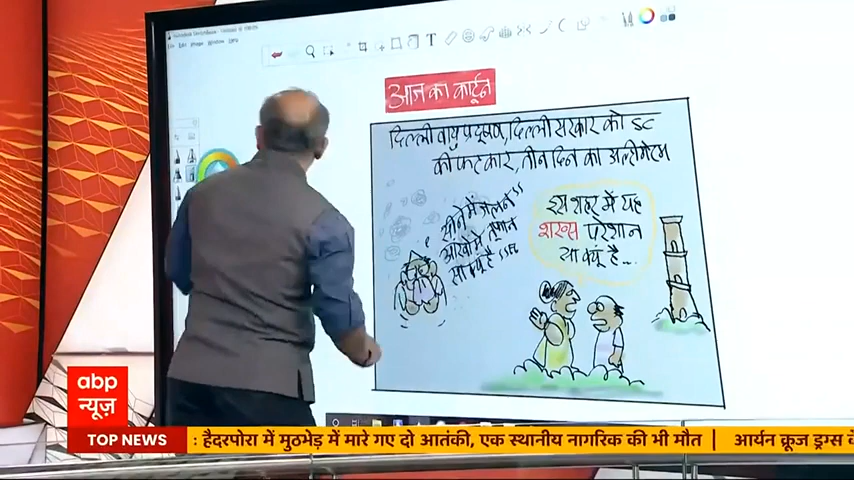 आज का कार्टून
दिल्ली वायु प्रदूषण, दिल्ली सरकार को SC
की फटकार, तीन दिन का अल्टीमेटम
सीने में जलन
आंखों में तूफान
सा क्यूं है
इस शहर में यह
शख्स परेशान
सा क्यूं है...
abp
न्यूज़
TOP NEWS
: हैदरपोरा में मुठभेड़ में मारे गए दो आतंकी, एक स्थानीय नागरिक की भी मौत | आर्यन क्रूज ड्रग्स के